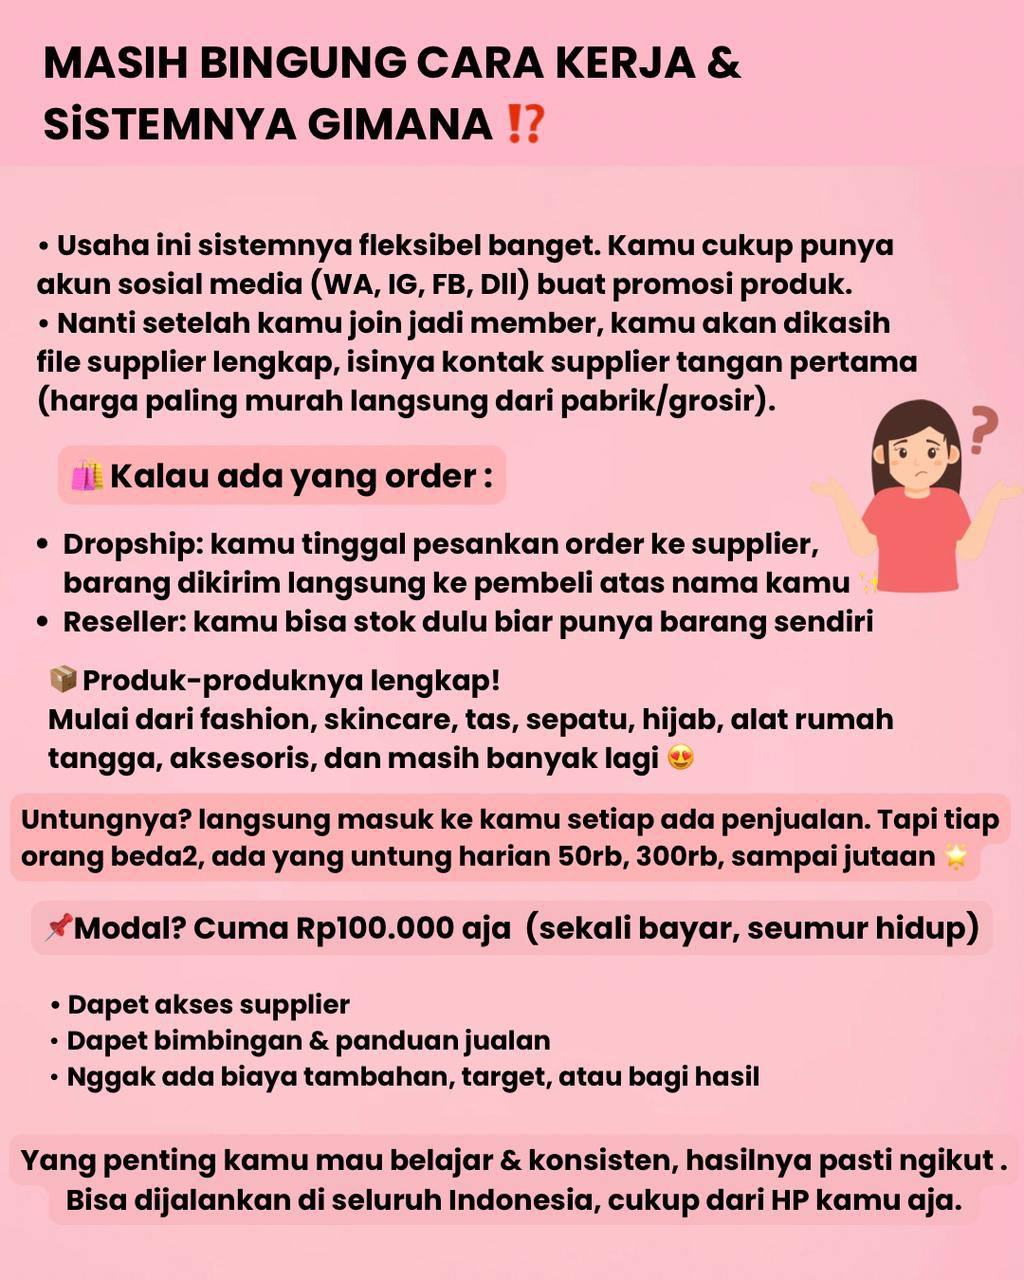 MASIH BINGUNG CARA KERJA &
SiSTEMNYA GIMANA ⁉️
• Usaha ini sistemnya fleksibel banget. Kamu cukup punya
akun sosial media (WA, IG, FB, Dll) buat promosi produk.
• Nanti setelah kamu join jadi member, kamu akan dikasih
file supplier lengkap, isinya kontak supplier tangan pertama
(harga paling murah langsung dari pabrik/grosir).
🛍️ Kalau ada yang order :
• Dropship: kamu tinggal pesankan order ke supplier,
barang dikirim langsung ke pembeli atas nama kamu ✨
• Reseller: kamu bisa stok dulu biar punya barang sendiri
📦 Produk-produknya lengkap!
Mulai dari fashion, skincare, tas, sepatu, hijab, alat rumah
tangga, aksesoris, dan masih banyak lagi 😍
Untungnya? langsung masuk ke kamu setiap ada penjualan. Tapi tiap
orang beda2, ada yang untung harian 50rb, 300rb, sampai jutaan 🌟
📌Modal? Cuma Rp100.000 aja (sekali bayar, seumur hidup)
• Dapet akses supplier
• Dapet bimbingan & panduan jualan
• Nggak ada biaya tambahan, target, atau bagi hasil
Yang penting kamu mau belajar & konsisten, hasilnya pasti ngikut .
Bisa dijalankan di seluruh Indonesia, cukup dari HP kamu aja.